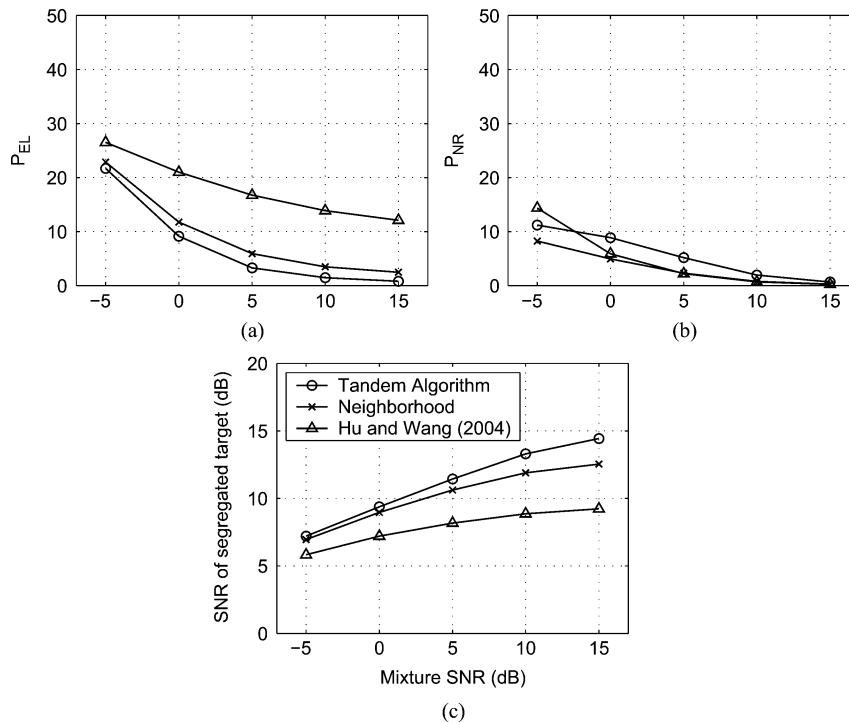 50
40
30
20
10
0
P_EL
−5 0 5 10 15
(a)
50
40
30
20
10
0
P_NR
−5 0 5 10 15
(b)
20
15
10
5
0
SNR of segregated target (dB)
Tandem Algorithm
Neighborhood
Hu and Wang (2004)
−5 0 5 10 15
Mixture SNR (dB)
(c)